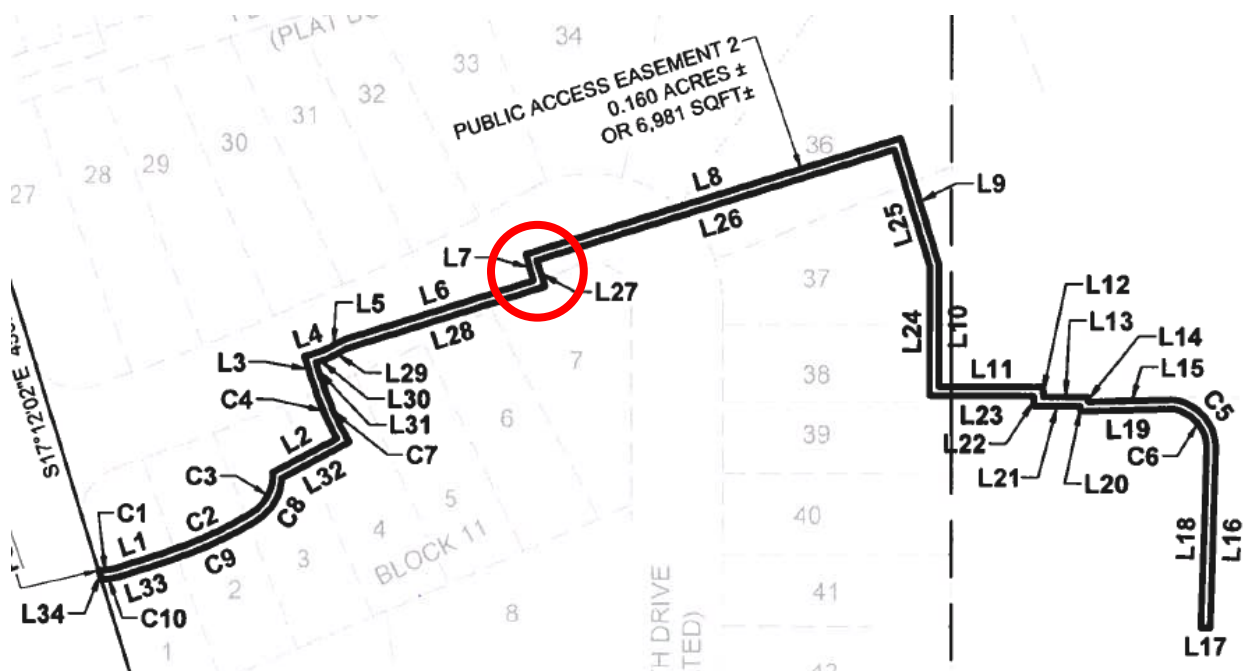 (PLAT
34
33
32
31
30
29
28
27
PUBLIC ACCESS EASEMENT 2
0.160 ACRES ±
OR 6,981 SQFT±
36
L8
L9
L26
L25
L7
L27
L6
L5
L28
L4
L3
L29
L30
L31
C4
C7
L2
L32
C3
C8
C2
C9
C1
L1
L33
L34
C10
S17°12'02"E
37
38
39
40
41
7
6
5
4
3
2
1
8
BLOCK 11
L24
L10
L11
L12
L13
L14
L15
C5
L23
L22
L21
L20
L19
C6
L18
L16
L17
DRIVE